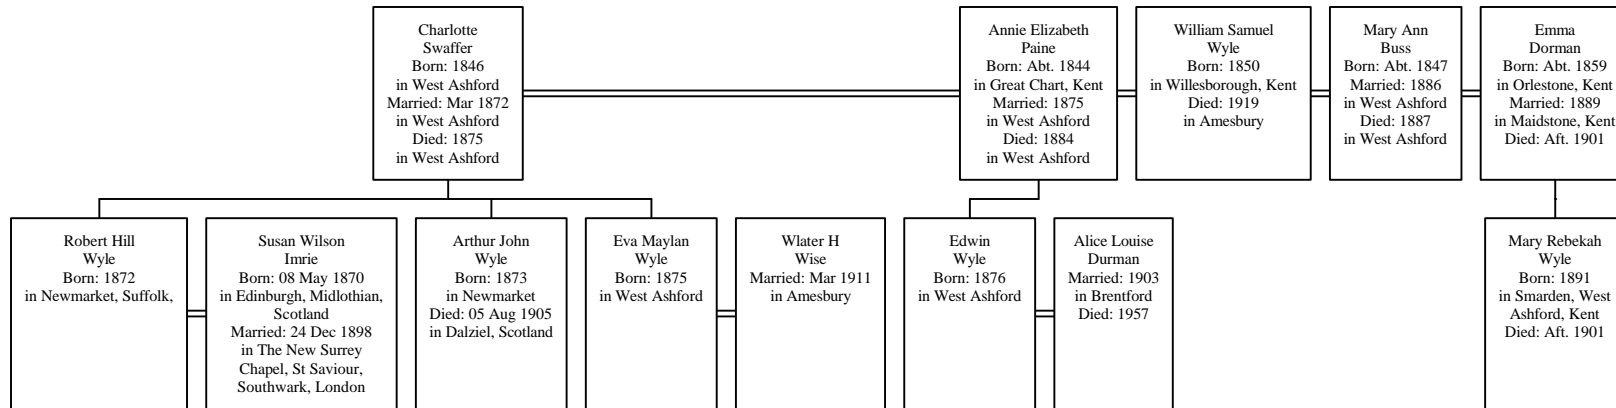 Charlotte
Swaffer
Born: 1846
in West Ashford
Married: Mar 1872
in West Ashford
Died: 1875
in West Ashford
Annie Elizabeth
Paine
Born: Abt. 1844
in Great Chart, Kent
Married: 1875
in West Ashford
Died: 1884
in West Ashford
William Samuel
Wyle
Born: 1850
in Willesborough, Kent
Died: 1919
in Amesbury
Mary Ann
Buss
Born: Abt. 1847
Married: 1886
in West Ashford
Died: 1887
in West Ashford
Emma
Dorman
Born: Abt. 1859
in Orlestone, Kent
Married: 1889
in Maidstone, Kent
Died: Aft. 1901
Robert Hill
Wyle
Born: 1872
in Newmarket, Suffolk,
Susan Wilson
Imrie
Born: 08 May 1870
in Edinburgh, Midlothian,
Scotland
Married: 24 Dec 1898
in The New Surrey
Chapel, St Saviour,
Southwark, London
Arthur John
Wyle
Born: 1873
in Newmarket
Died: 05 Aug 1905
in Dalziel, Scotland
Eva Maylan
Wyle
Born: 1875
in West Ashford
Wlater H
Wise
Married: Mar 1911
in Amesbury
Edwin
Wyle
Born: 1876
in West Ashford
Alice Louise
Durman
Married: 1903
in Brentford
Died: 1957
Mary Rebekah
Wyle
Born: 1891
in Smarden, West
Ashford, Kent
Died: Aft. 1901